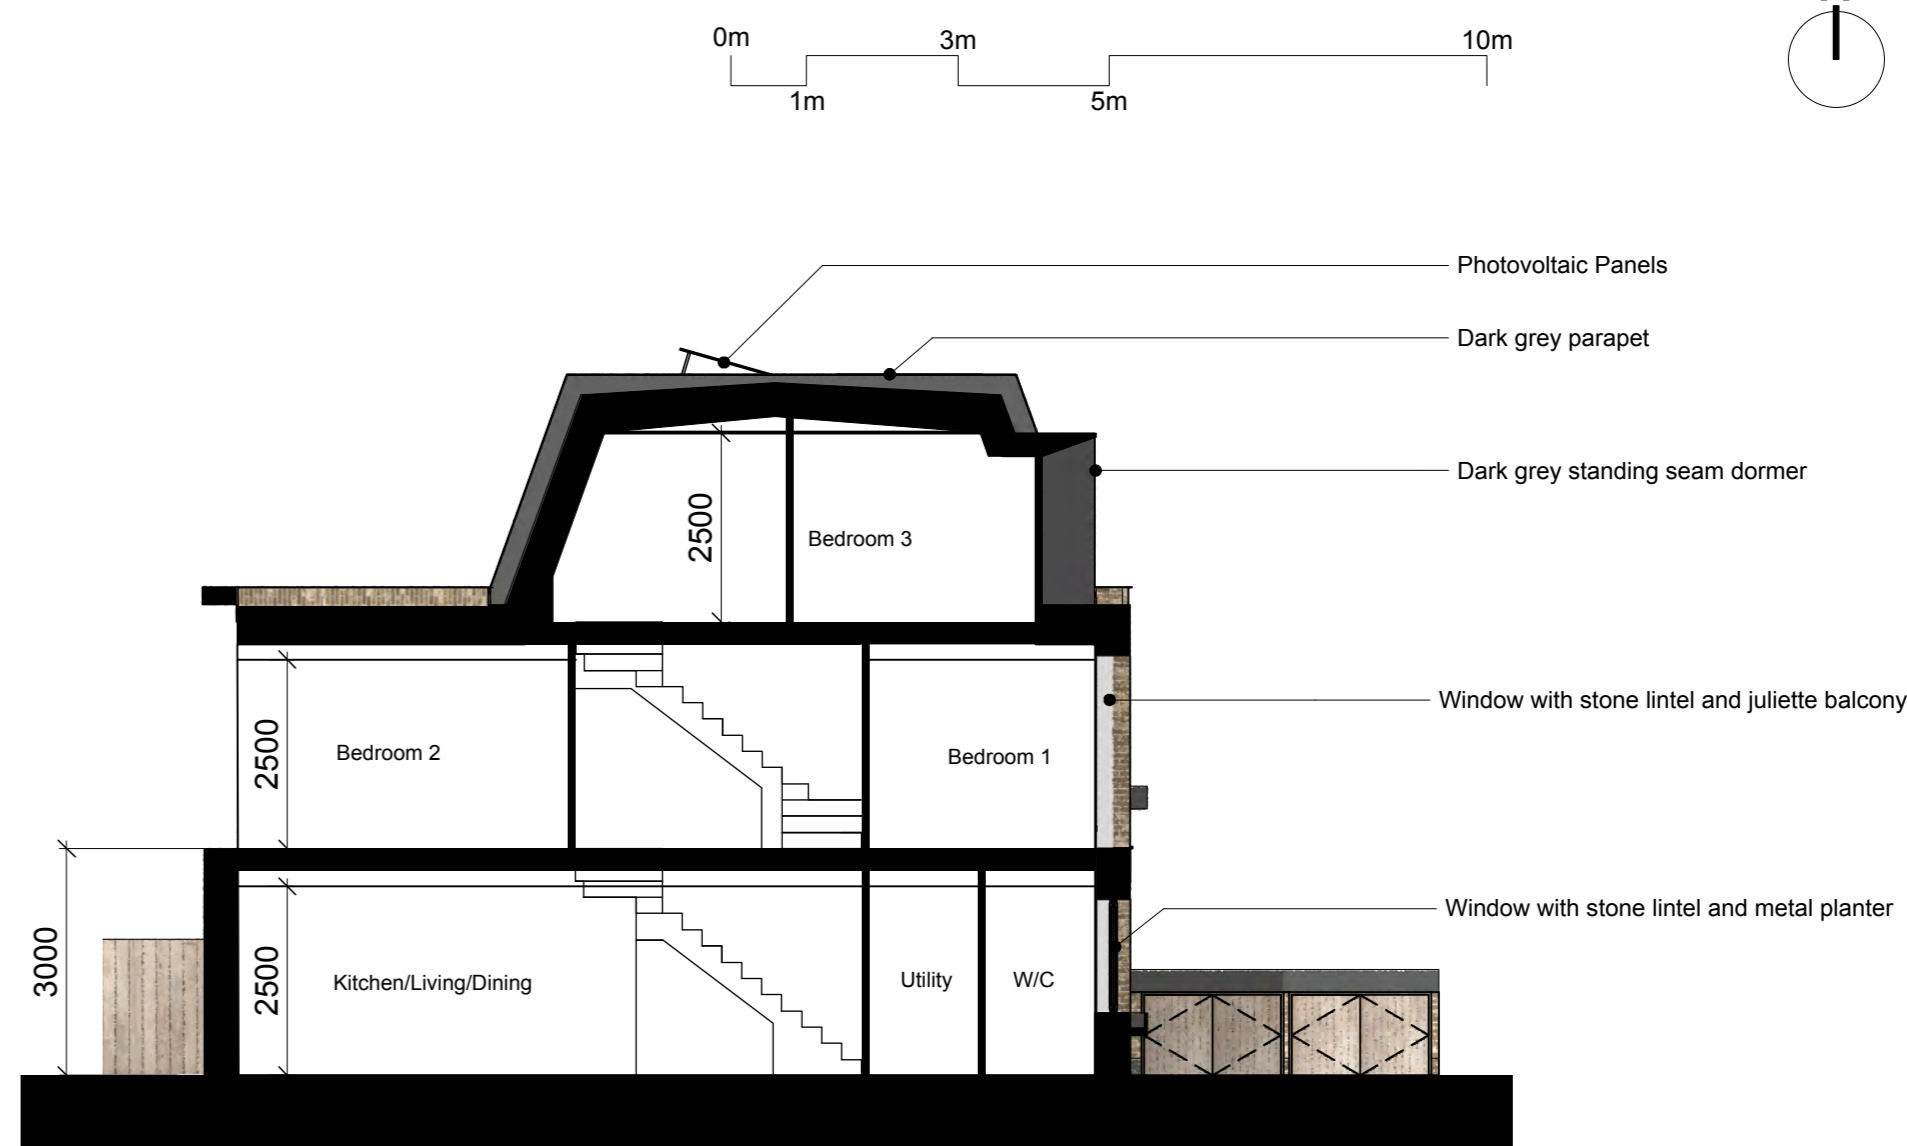 0m
3m
10m
1m
5m
Photovoltaic Panels
Dark grey parapet
Dark grey standing seam dormer
2500
Bedroom 3
Window with stone lintel and juliette balcony
2500
Bedroom 2
Bedroom 1
Window with stone lintel and metal planter
3000
2500
Kitchen/Living/Dining
Utility
W/C